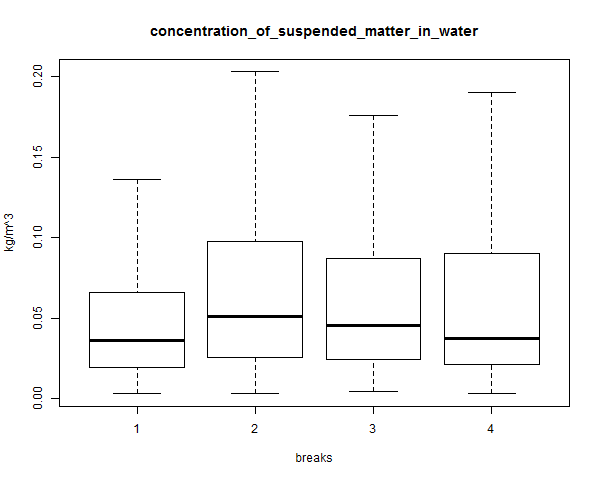 concentration_of_suspended_matter_in_water
kg/m^3
0.20
0.15
0.10
0.05
0.00
1 2 3 4
breaks